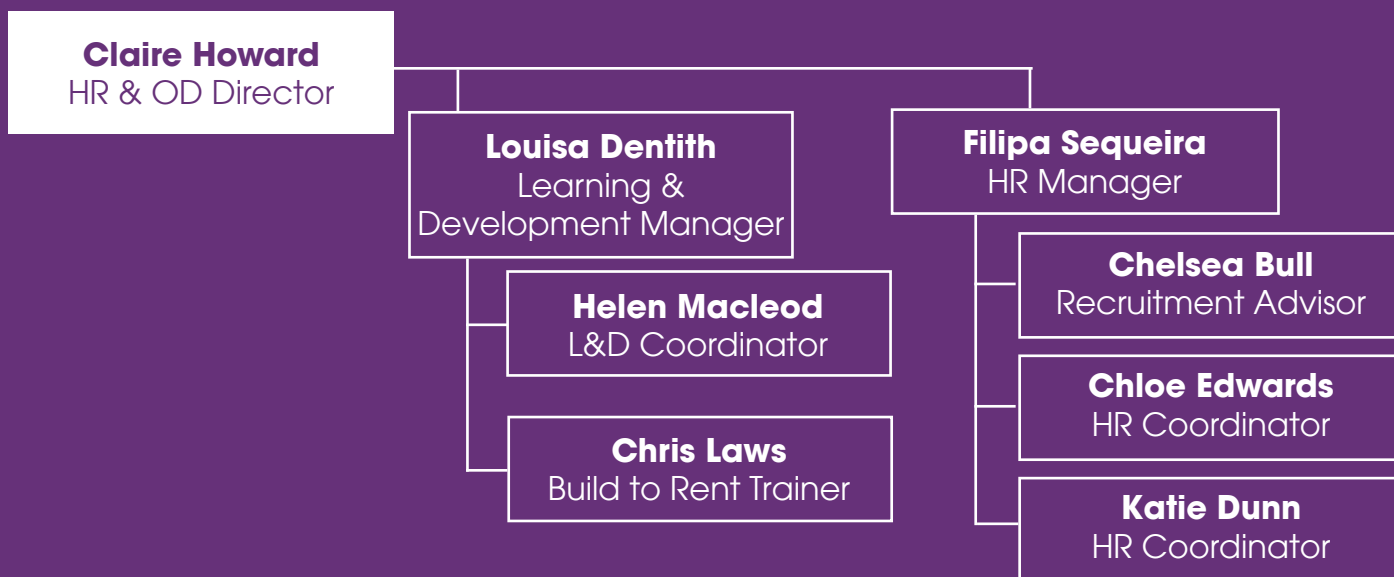 Claire Howard
HR & OD Director
Louisa Dentith
Learning &
Development Manager
Helen Macleod
L&D Coordinator
Chris Laws
Build to Rent Trainer
Filipa Sequeira
HR Manager
Chelsea Bull
Recruitment Advisor
Chloe Edwards
HR Coordinator
Katie Dunn
HR Coordinator